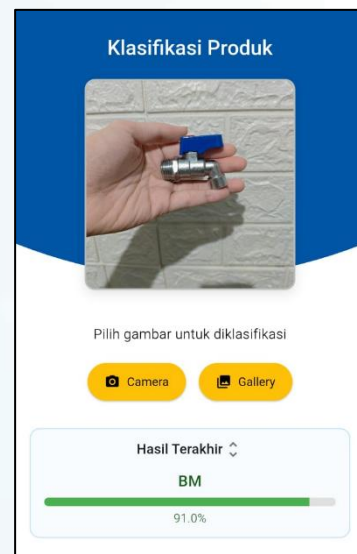 Klasifikasi Produk
Pilih gambar untuk diklasifikasi
Camera
Gallery
Hasil Terakhir
BM
91.0%